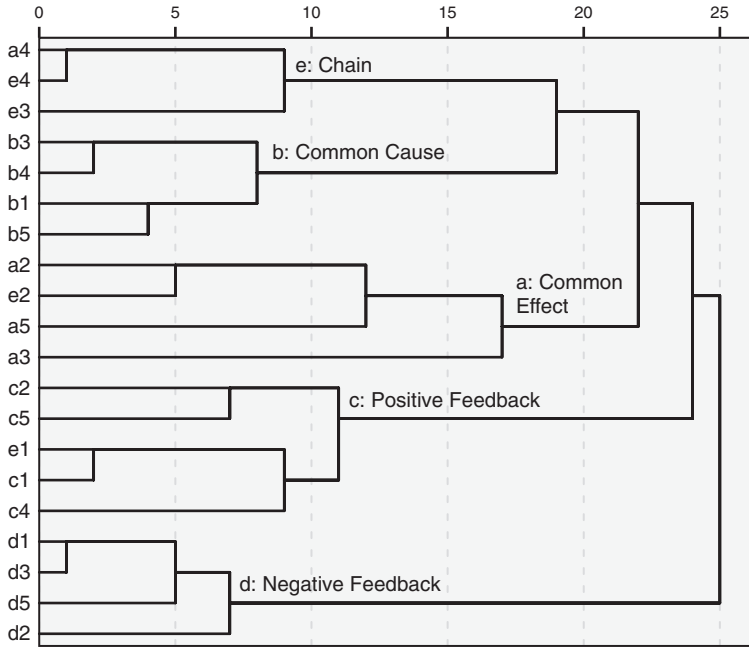 0 5 10 15 20 25
a4
e: Chain
e4
e3
b3
b: Common Cause
b4
b1
b5
a2
a: Common
Effect
e2
a5
a3
c2
c: Positive Feedback
c5
e1
c1
c4
d1
d3
d: Negative Feedback
d5
d2